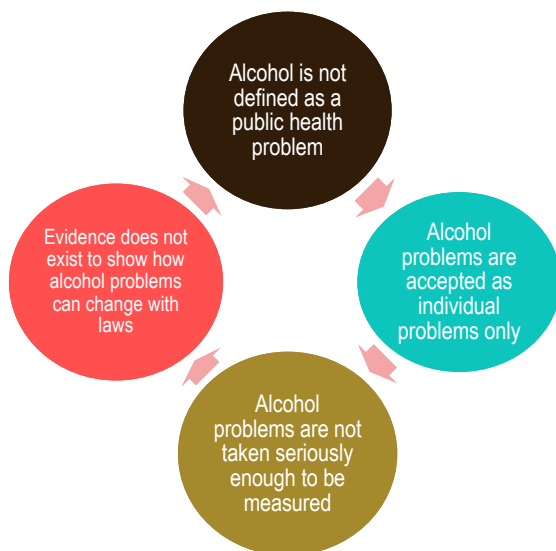 Alcohol is not
defined as a
public health
problem
Alcohol
problems are
accepted as
individual
problems only
Alcohol
problems are not
taken seriously
enough to be
measured
Evidence does not
exist to show how
alcohol problems
can change with
laws